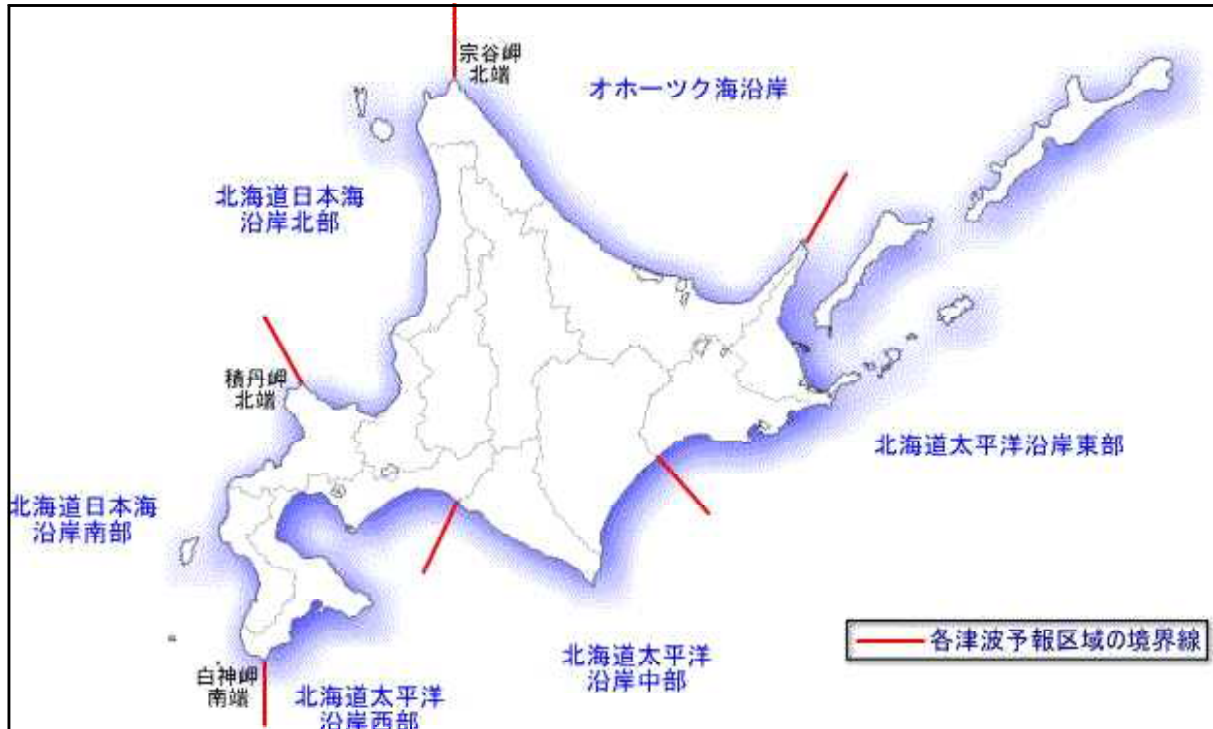 宗谷岬
北端
オホーツク海沿岸
北海道日本海
沿岸北部
積丹岬
北端
北海道太平洋沿岸東部
北海道日本海
沿岸南部
各津波予報区域の境界線
北海道太平洋
沿岸中部
白神岬
南端
北海道太平洋
沿岸西部